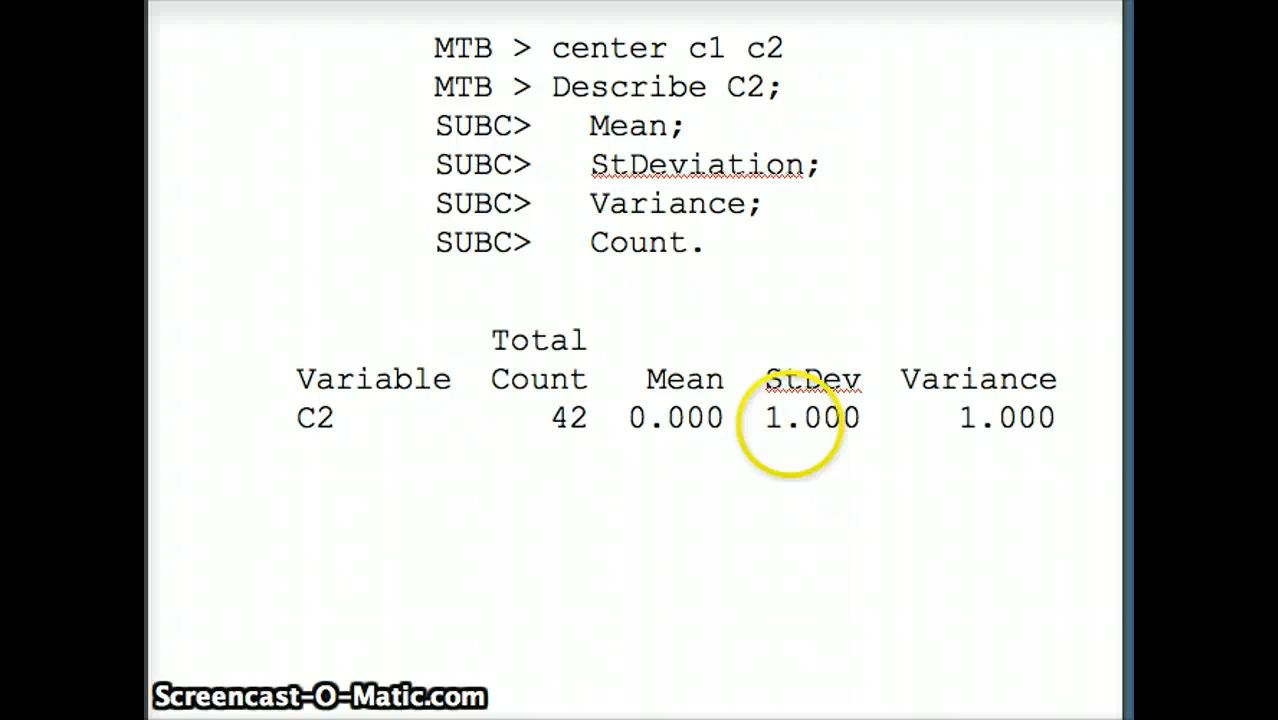 MTB > center c1 c2
MTB > Describe C2;
SUBC> Mean;
SUBC> StDeviation;
SUBC> Variance;
SUBC> Count.
Total
Variable Count Mean StDev Variance
C2 42 0.000 1.000 1.000
Screencast-O-Matic.com